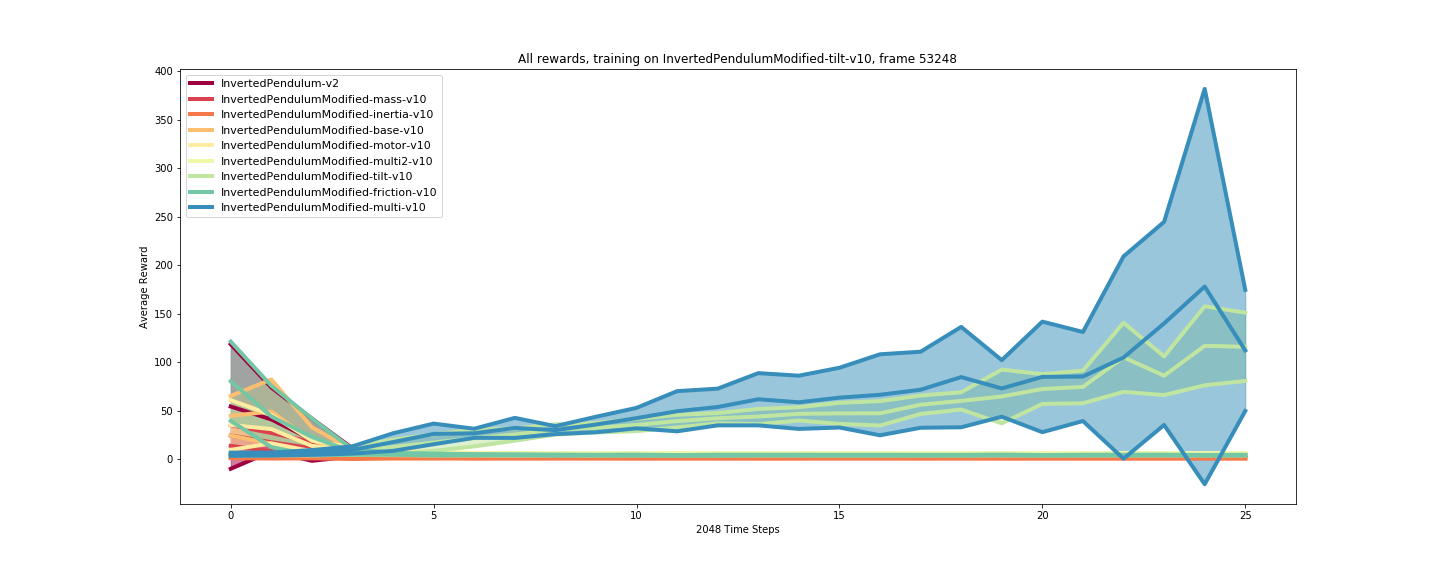 All rewards, training on InvertedPendulumModified-tilt-v10, frame 53248
400
350
300
250
200
150
100
50
0
Average Reward
InvertedPendulum-v2
InvertedPendulumModified-mass-v10
InvertedPendulumModified-inertia-v10
InvertedPendulumModified-base-v10
InvertedPendulumModified-motor-v10
InvertedPendulumModified-multi2-v10
InvertedPendulumModified-tilt-v10
InvertedPendulumModified-friction-v10
InvertedPendulumModified-multi-v10
0 5 10 15 20 25
2048 Time Steps